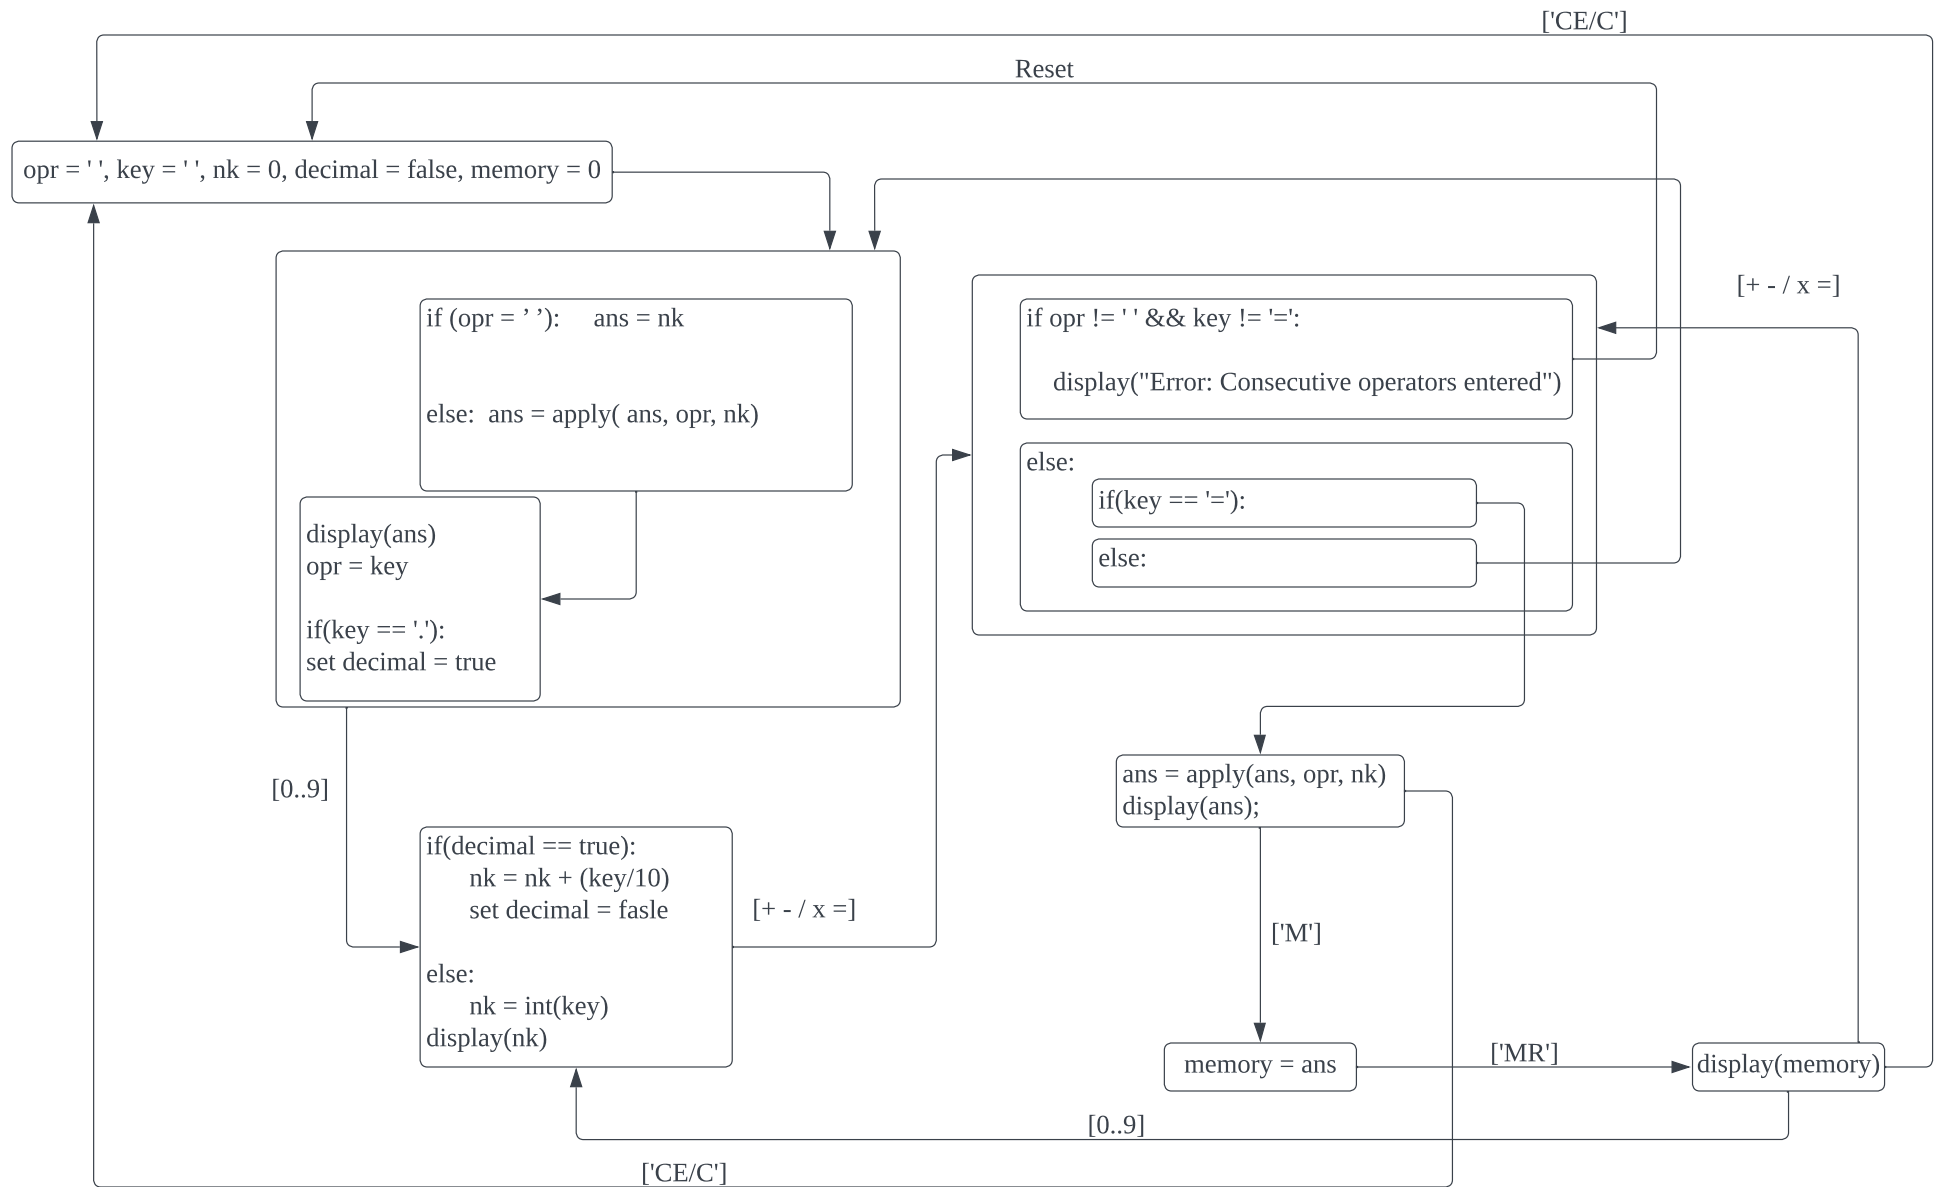 ['CE/C']
Reset
opr = ' ', key = ' ', nk = 0, decimal = false, memory = 0
[+ - / x =]
if (opr = ’ ’):     ans = nk
else:  ans = apply( ans, opr, nk)
if opr != ' ' && key != '=':
display("Error: Consecutive operators entered")
else:
if(key == '='):
else:
display(ans)
opr = key
if(key == '.'):
set decimal = true
[0..9]
ans = apply(ans, opr, nk)
display(ans);
if(decimal == true):
nk = nk + (key/10)
set decimal = fasle
else:
nk = int(key)
display(nk)
[+ - / x =]
['M']
memory = ans
['MR']
display(memory)
[0..9]
['CE/C']